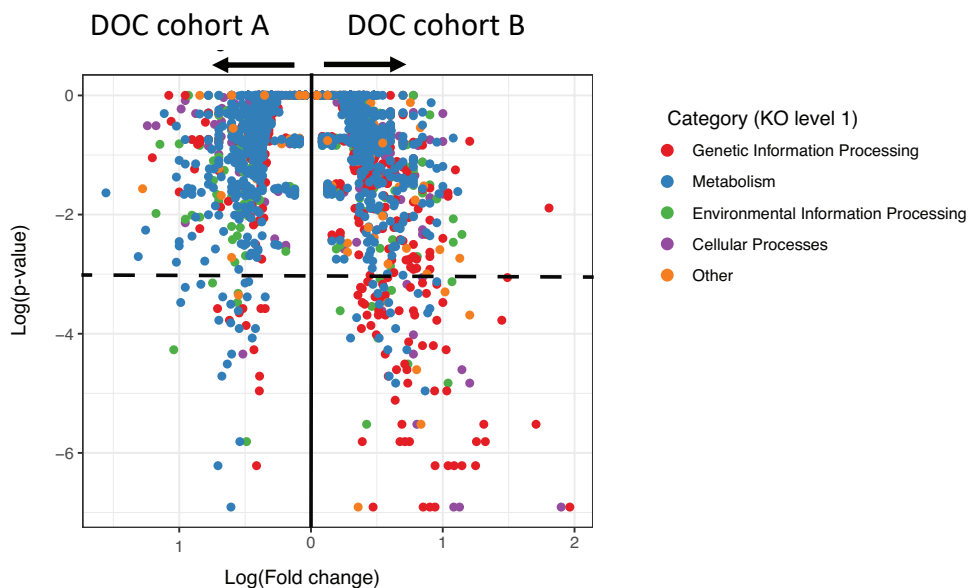 DOC cohort A
DOC cohort B
0
−2
−4
−6
Log(p-value)
1
0
1
2
Log(Fold change)
Category (KO level 1)
Genetic Information Processing
Metabolism
Environmental Information Processing
Cellular Processes
Other